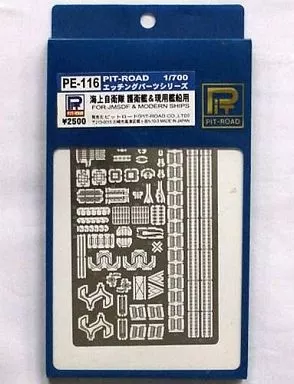 PE-116
PIT-ROAD 1/700
エッチングパーツシリーズ
海上自衛隊 護衛艦&現用艦船用
FOR JMSDF & MODERN SHIPS
¥2500
PIT-ROAD